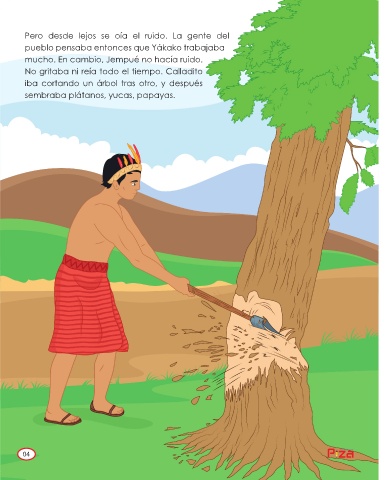 Pero desde lejos se oía el ruido. La gente del
pueblo pensaba entonces que Yákako trabajaba
mucho. En cambio, Jempué no hacía ruido.
No gritaba ni reía todo el tiempo. Calladito
iba cortando un árbol tras otro, y después
sembraba plátanos, yucas, papayas.
04
P'za